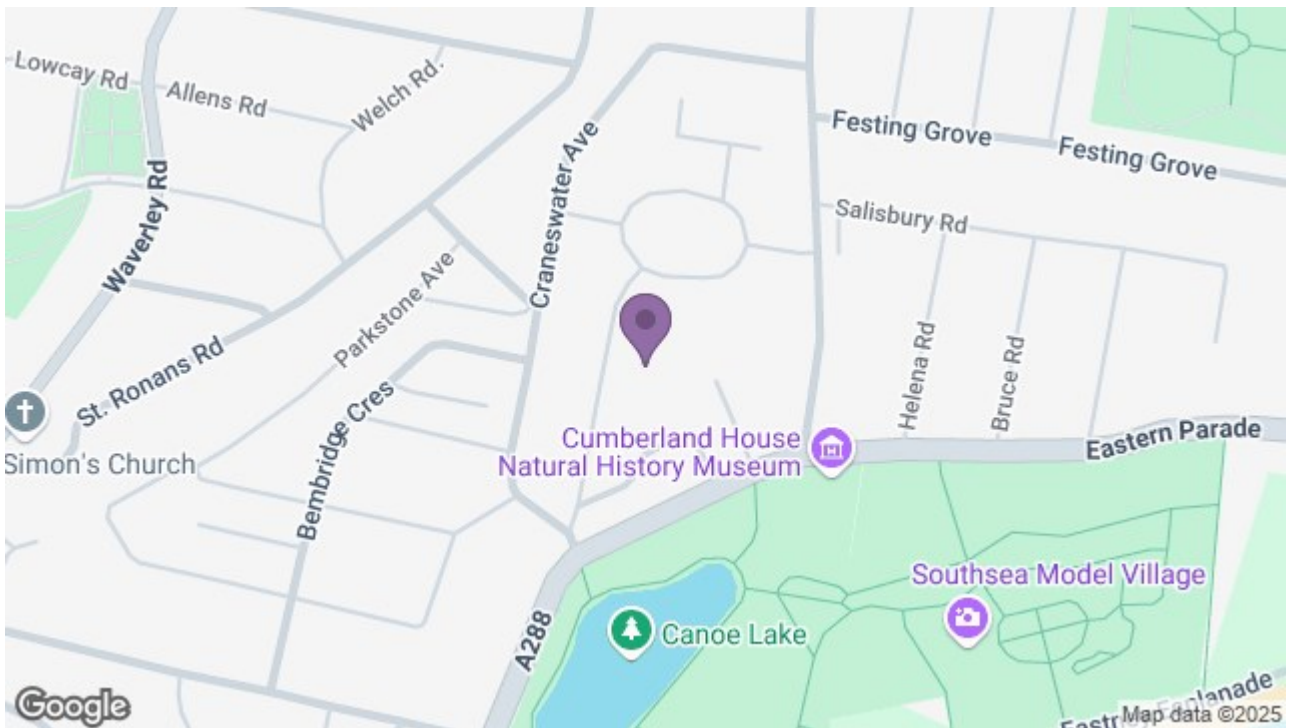 Lowcay Rd
Allens Rd
Welch Rd.
Waverley Rd
Craneswater Ave
Festing Grove
Festing Grove
Salisbury Rd
Parkstone Ave
St. Ronans Rd
Bembridge Cres
Helena Rd
Bruce Rd
Simon's Church
Cumberland House
Natural History Museum
Eastern Parade
Southsea Model Village
A288
Canoe Lake
Esplanade
Google
Map data ©2025